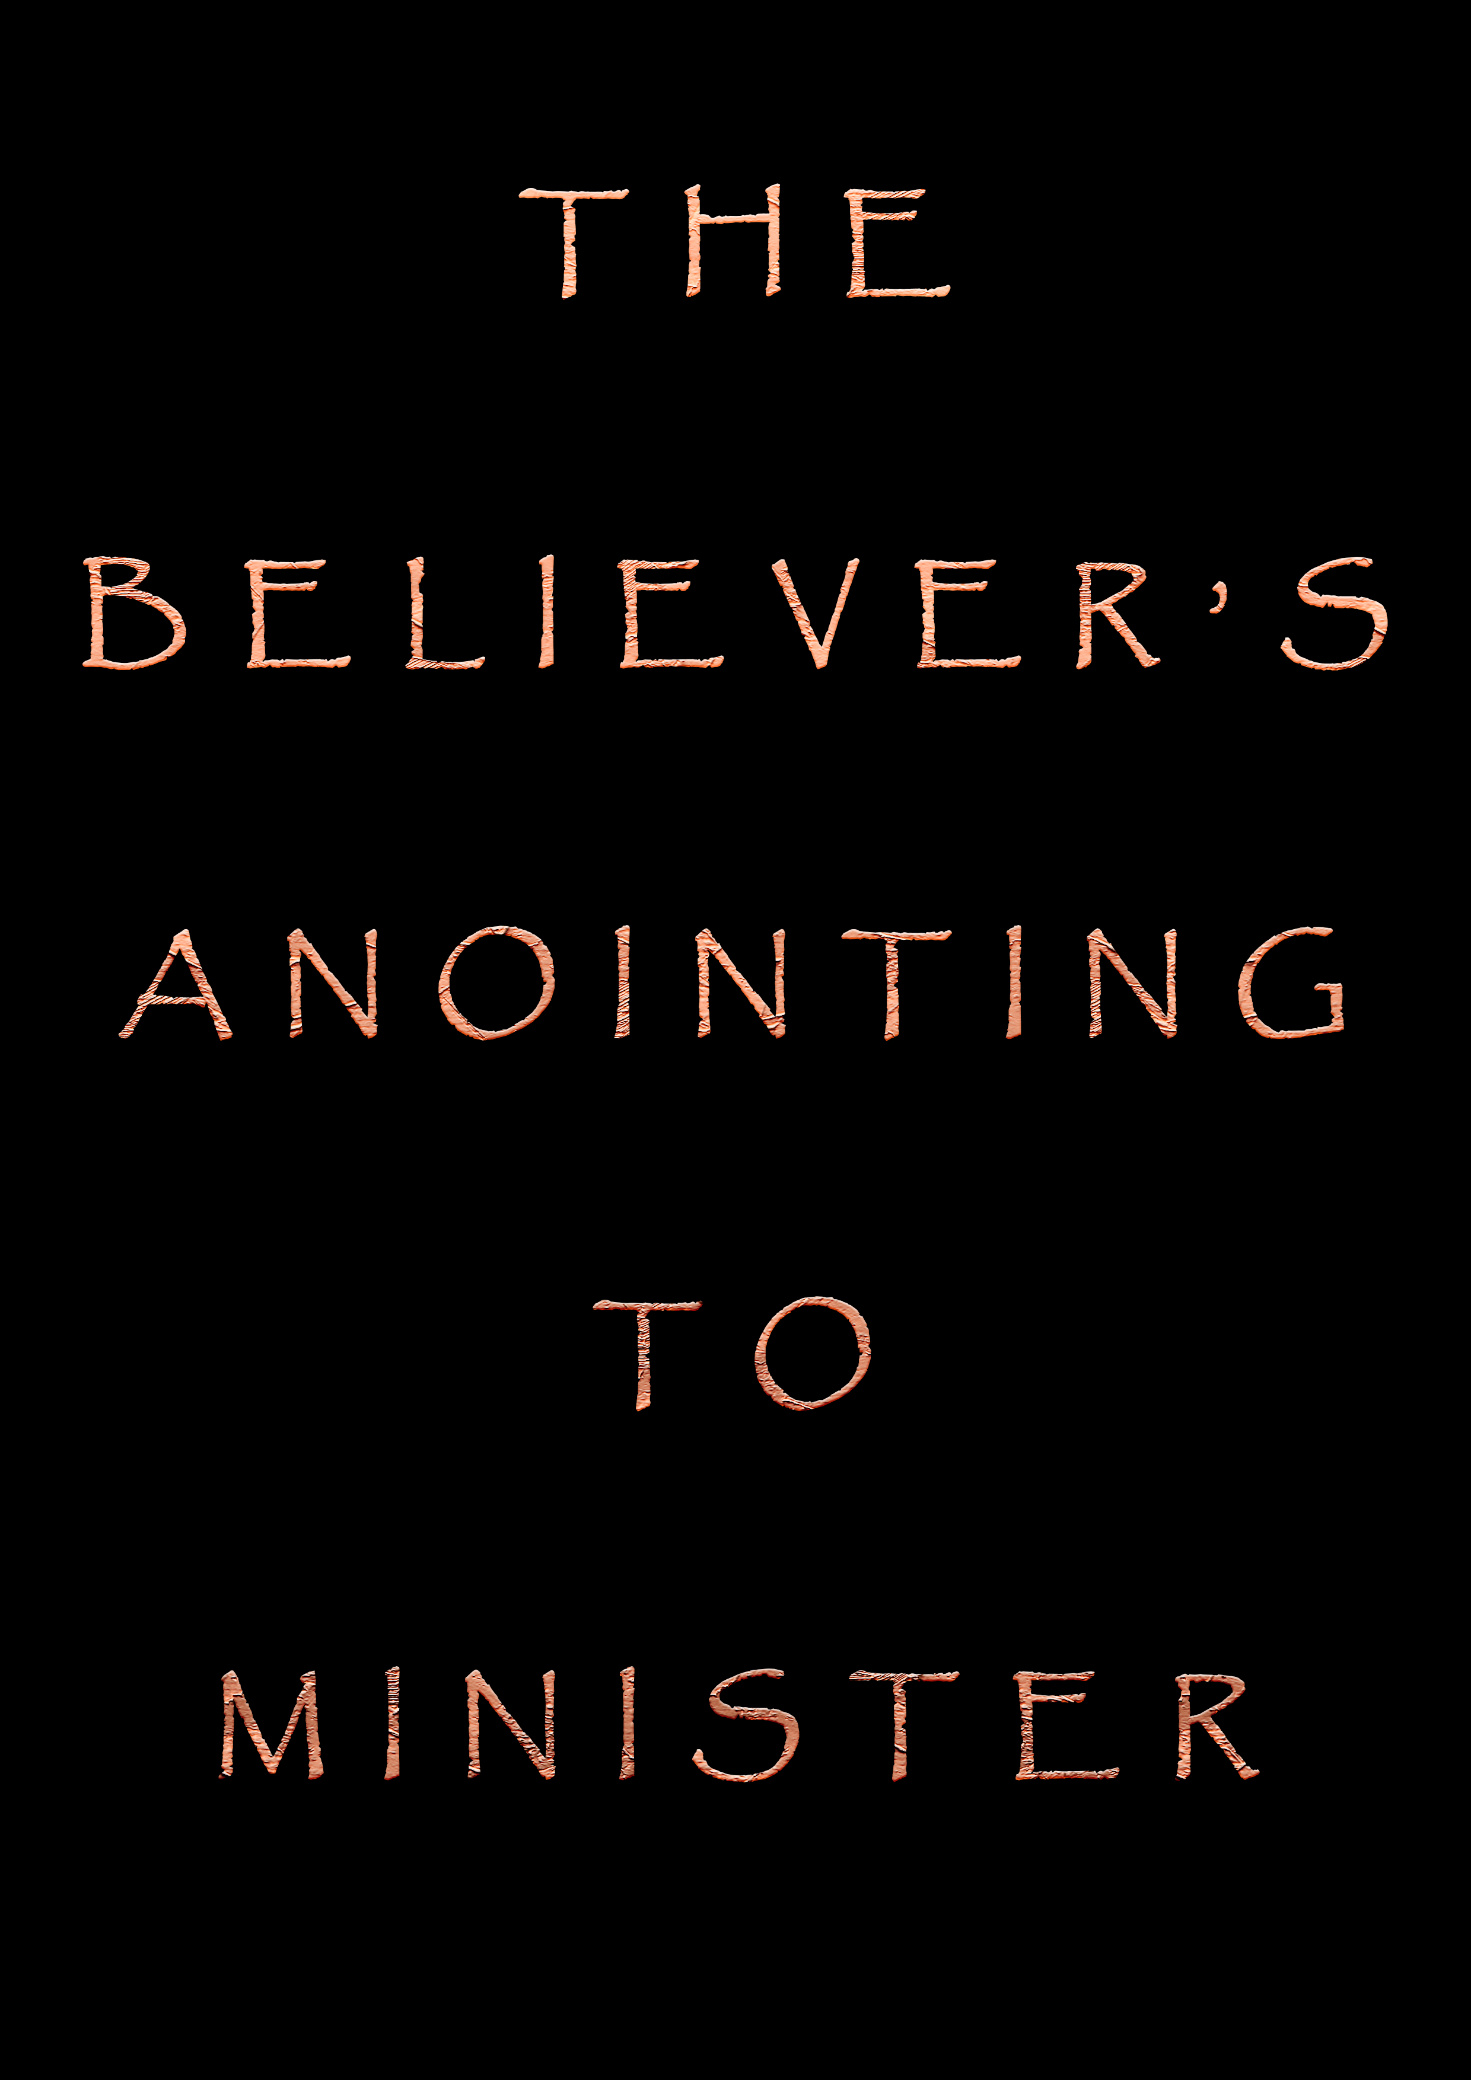 THE
BELIEVER’S
ANOINTING
TO
MINISTER